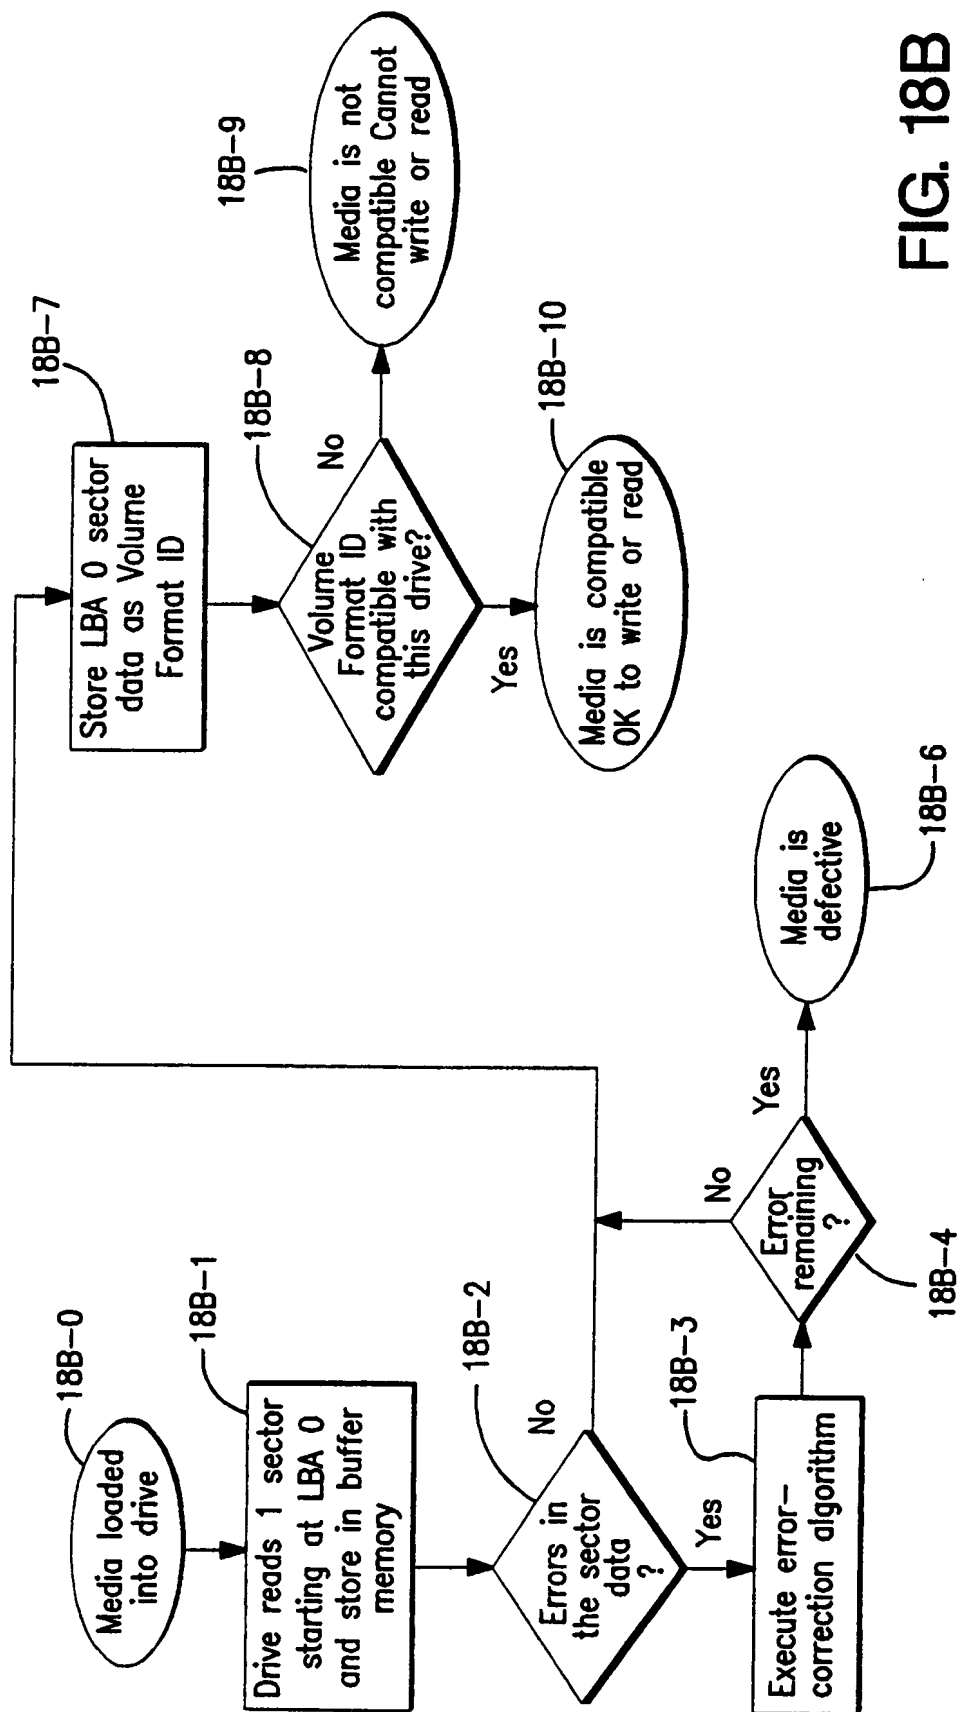 18B-0
Media loaded
into drive
18B-1
Drive reads 1 sector
starting at LBA 0
and store in buffer
memory
18B-2
Errors in
the sector
data
?
No
Yes
18B-3
Execute error-
correction algorithm
Error
remaining
?
18B-4
No
Yes
Media is
defective
18B-6
18B-7
Store LBA 0 sector
data as Volume
Format ID
18B-8
Volume
Format ID
compatible with
this drive?
No
Yes
18B-9
Media is not
compatible Cannot
write or read
18B-10
Media is compatible
OK to write or read
FIG. 18B